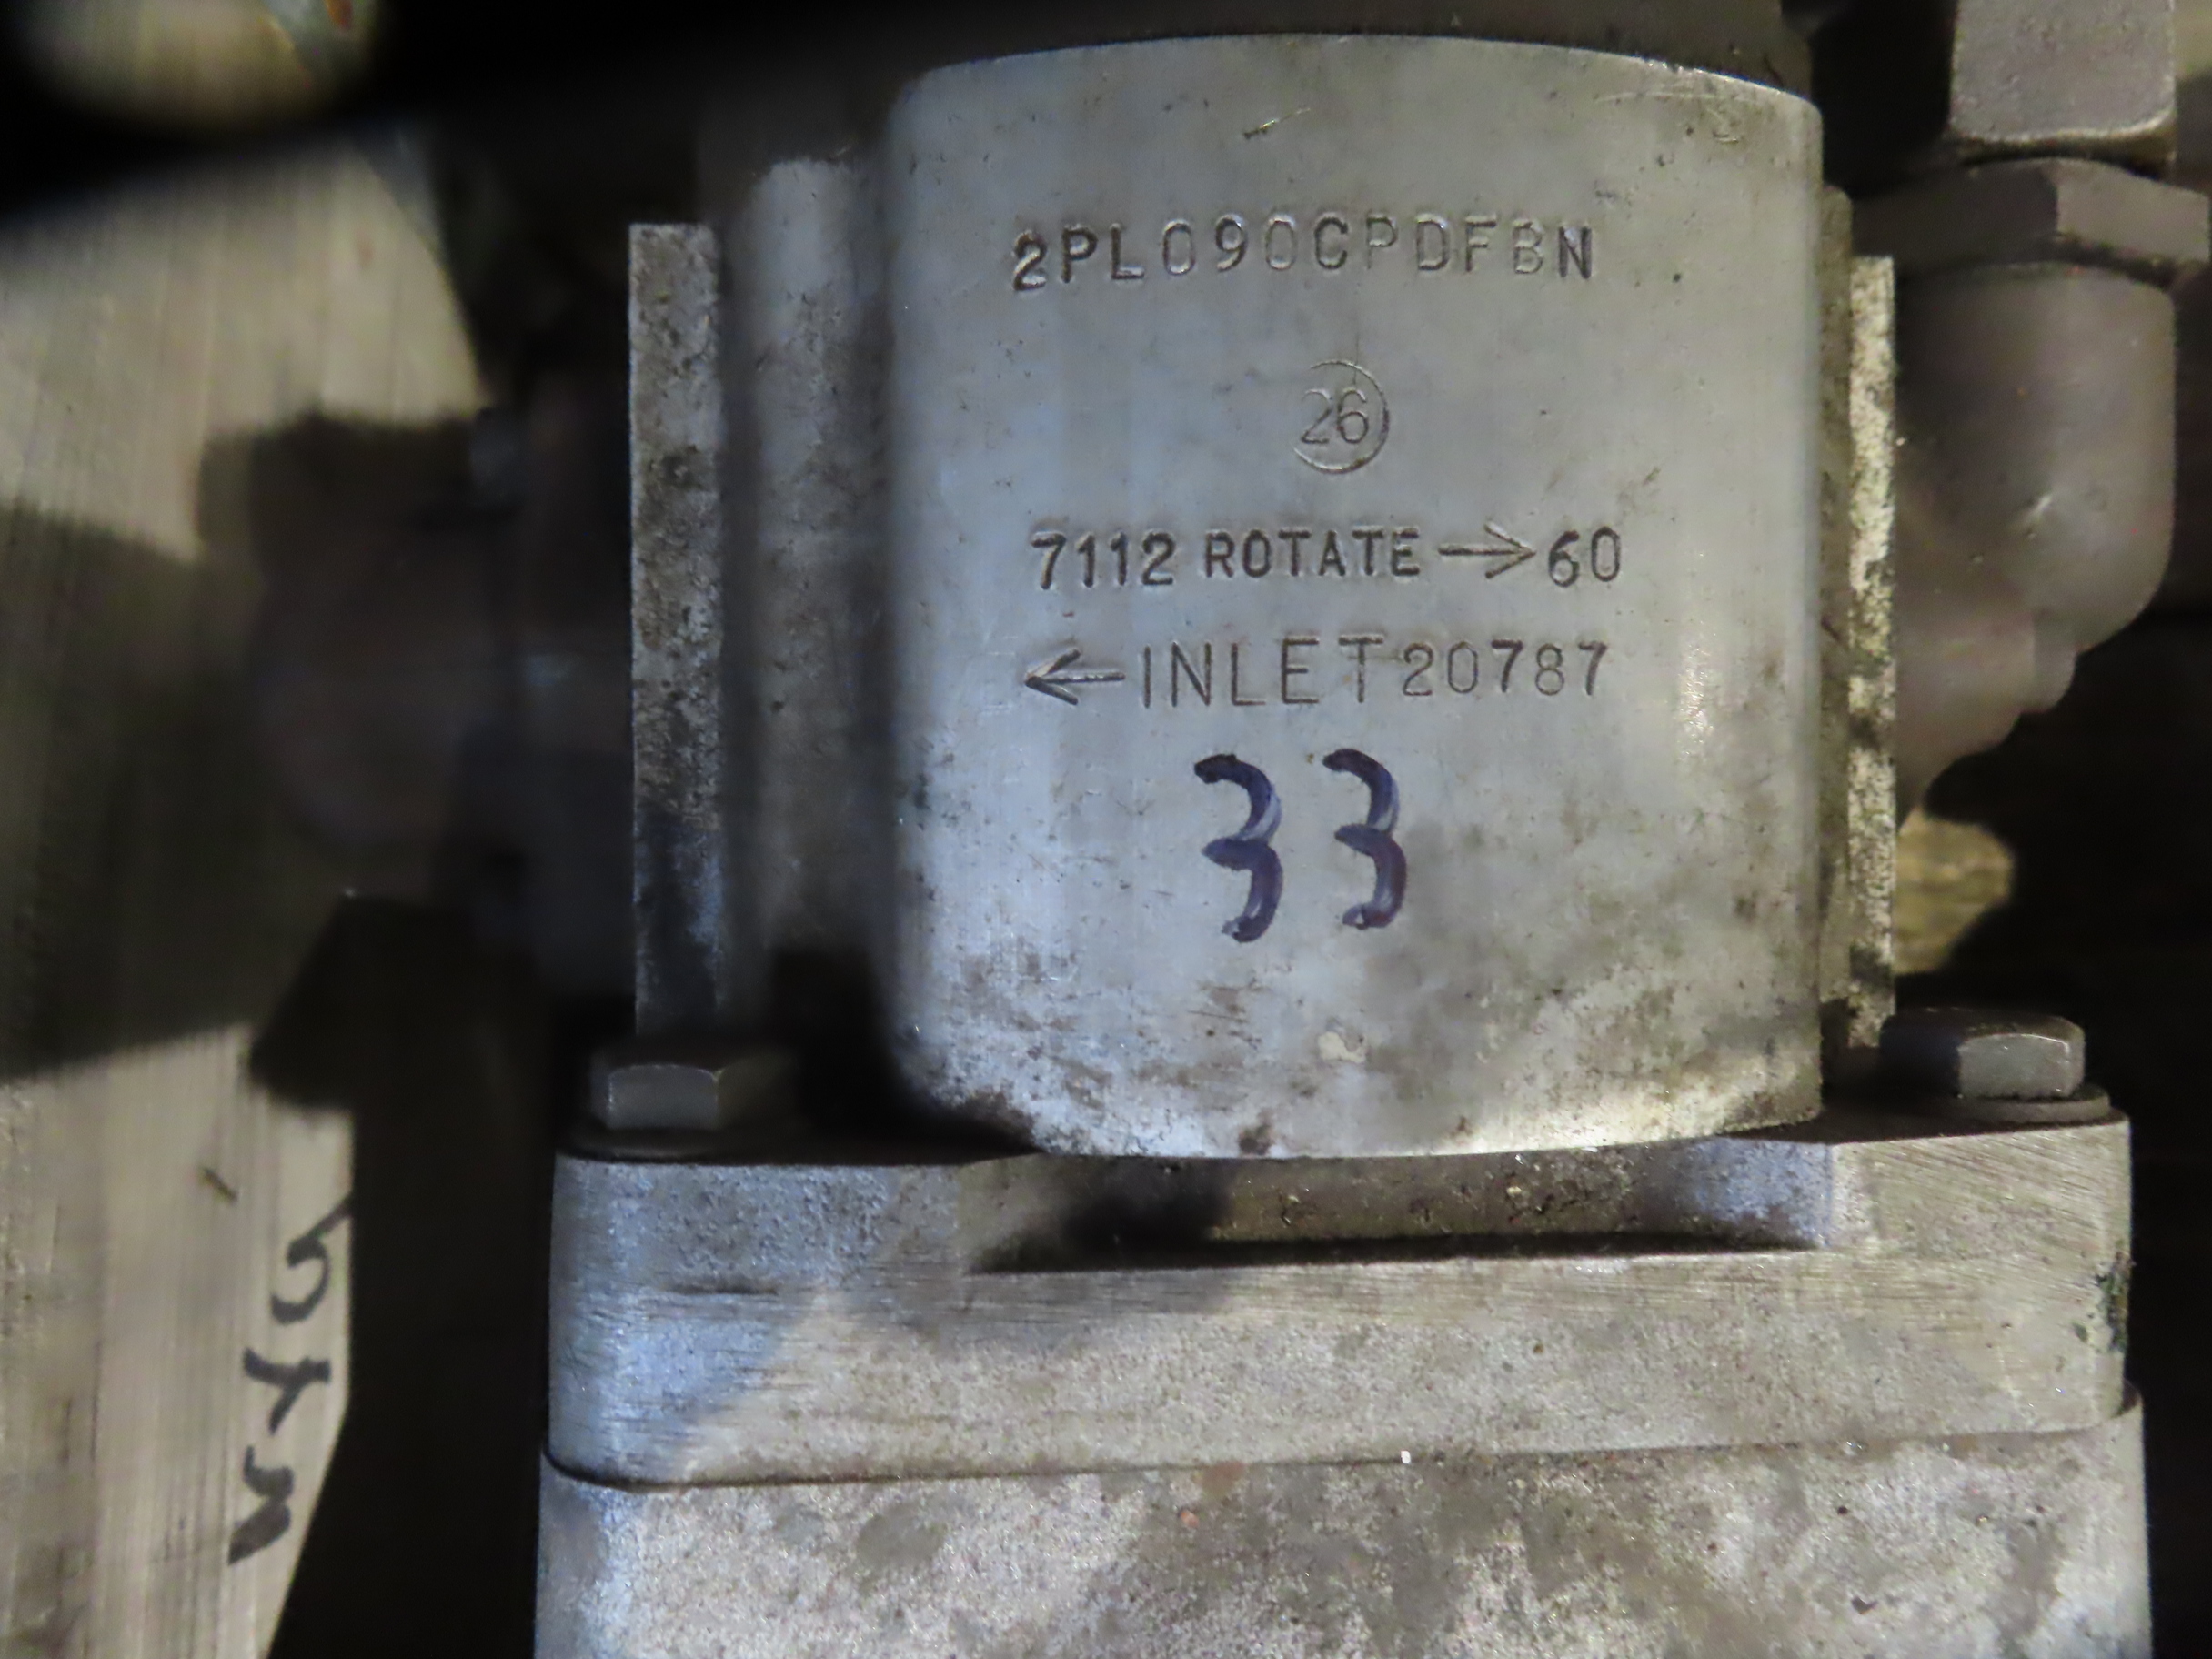 2PL090CPDFBN
26
7112 ROTATE → 60
← INLET 20787
33